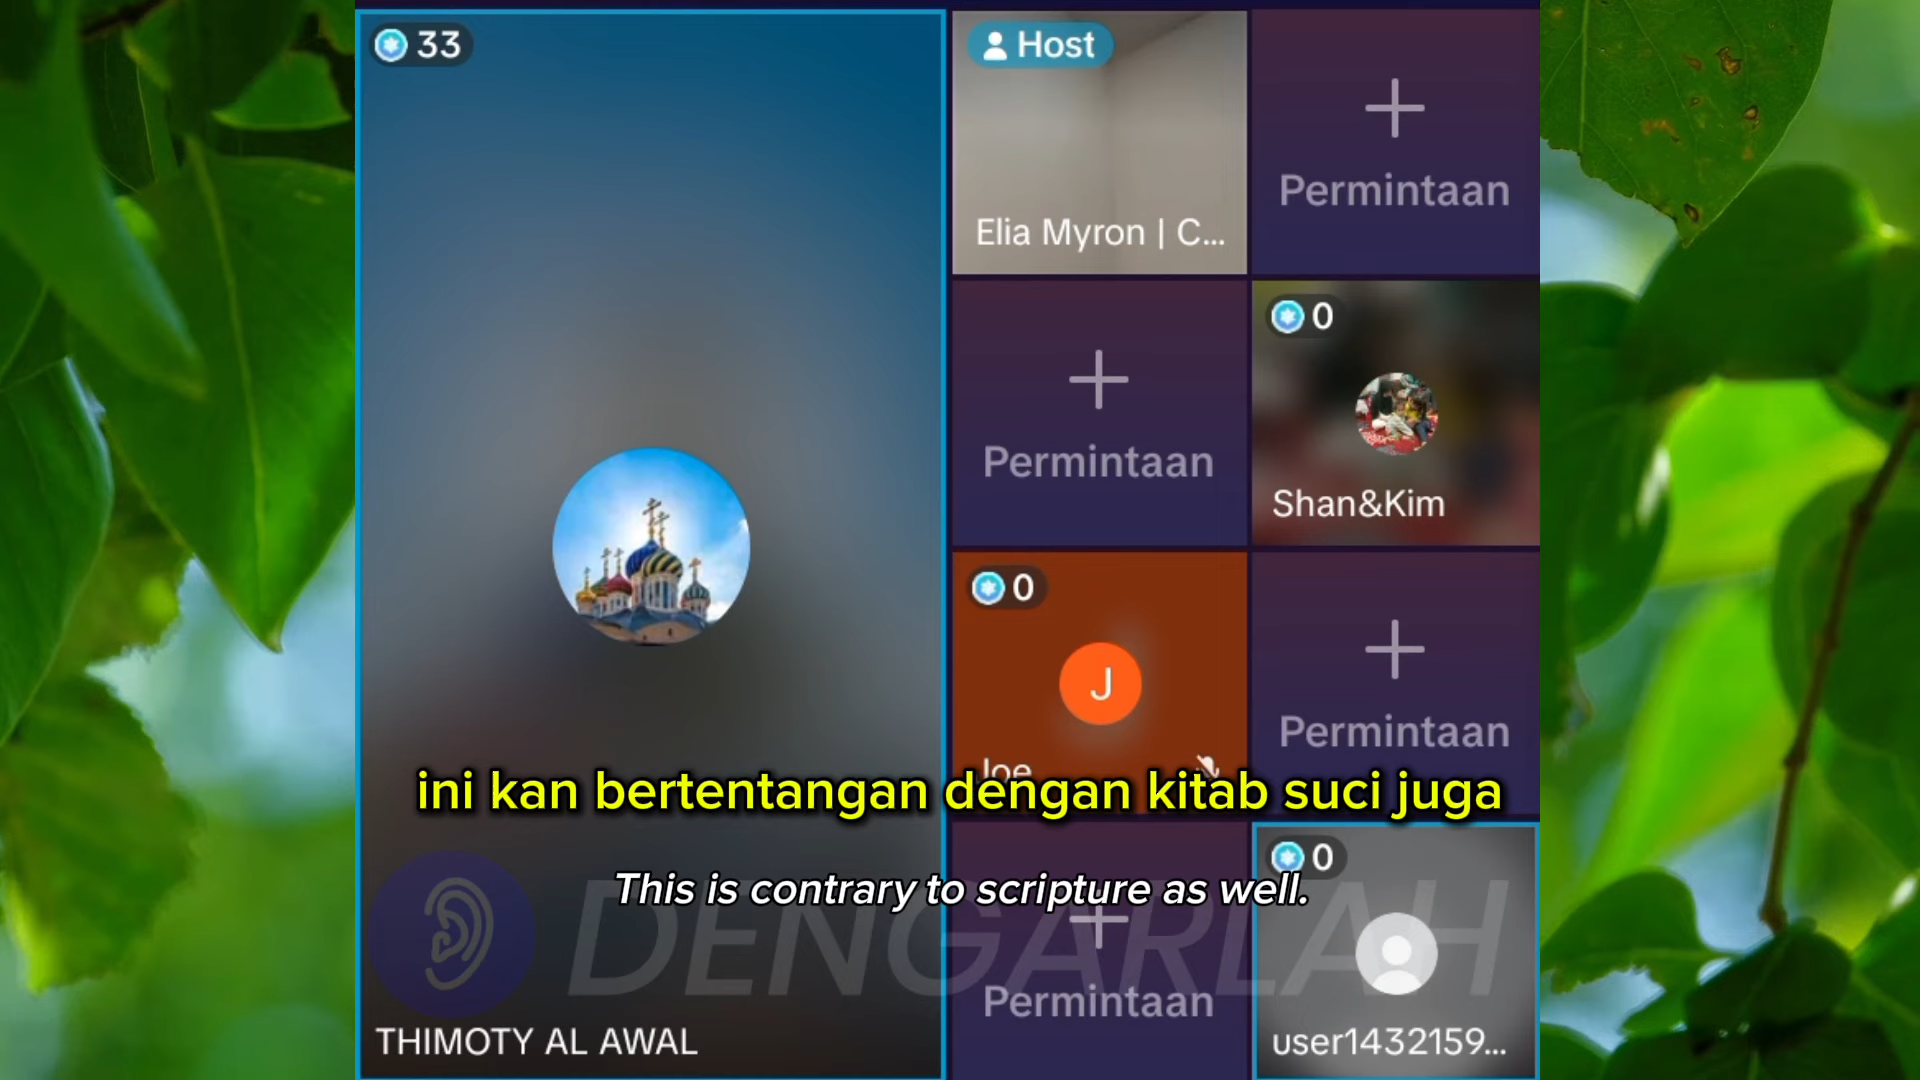 33
Host
Elia Myron | C...
Permintaan
Permintaan
0
Shan&Kim
0
J
Joe
Permintaan
ini kan bertentangan dengan kitab suci juga
This is contrary to scripture as well.
DENGARLAH
0
Permintaan
THIMOTY AL AWAL
user1432159...